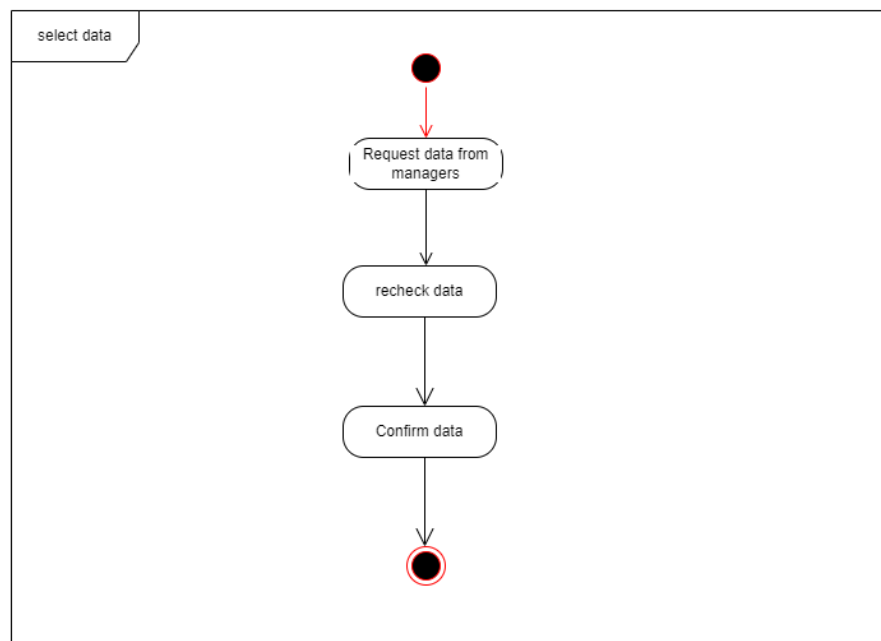 select data
Request data from
managers
recheck data
Confirm data